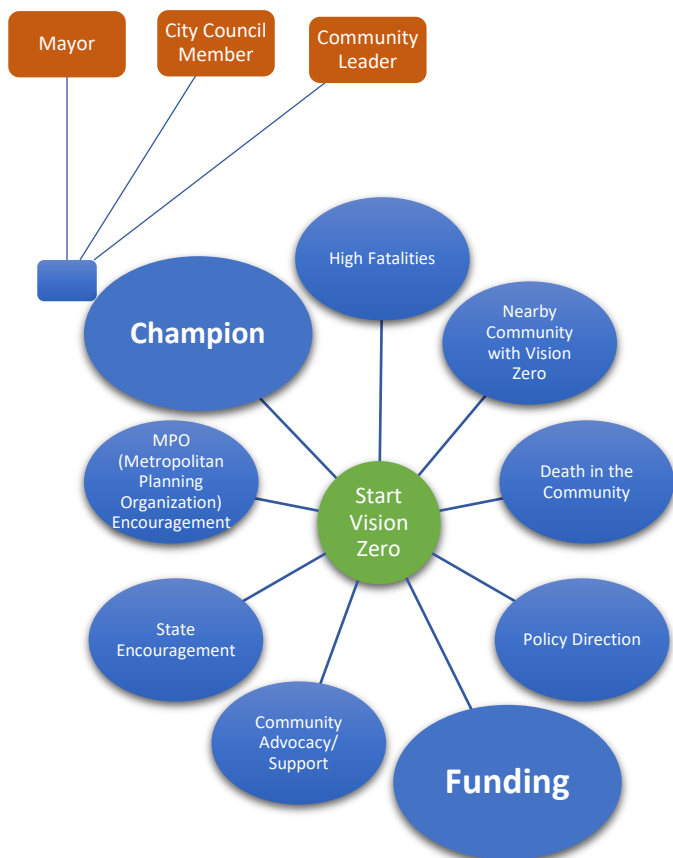 Mayor
City Council
Member
Community
Leader
High Fatalities
Champion
Nearby
Community
with Vision
Zero
MPO
(Metropolitan
Planning
Organization)
Encouragement
Start
Vision
Zero
Death in the
Community
State
Encouragement
Policy Direction
Community
Advocacy/
Support
Funding